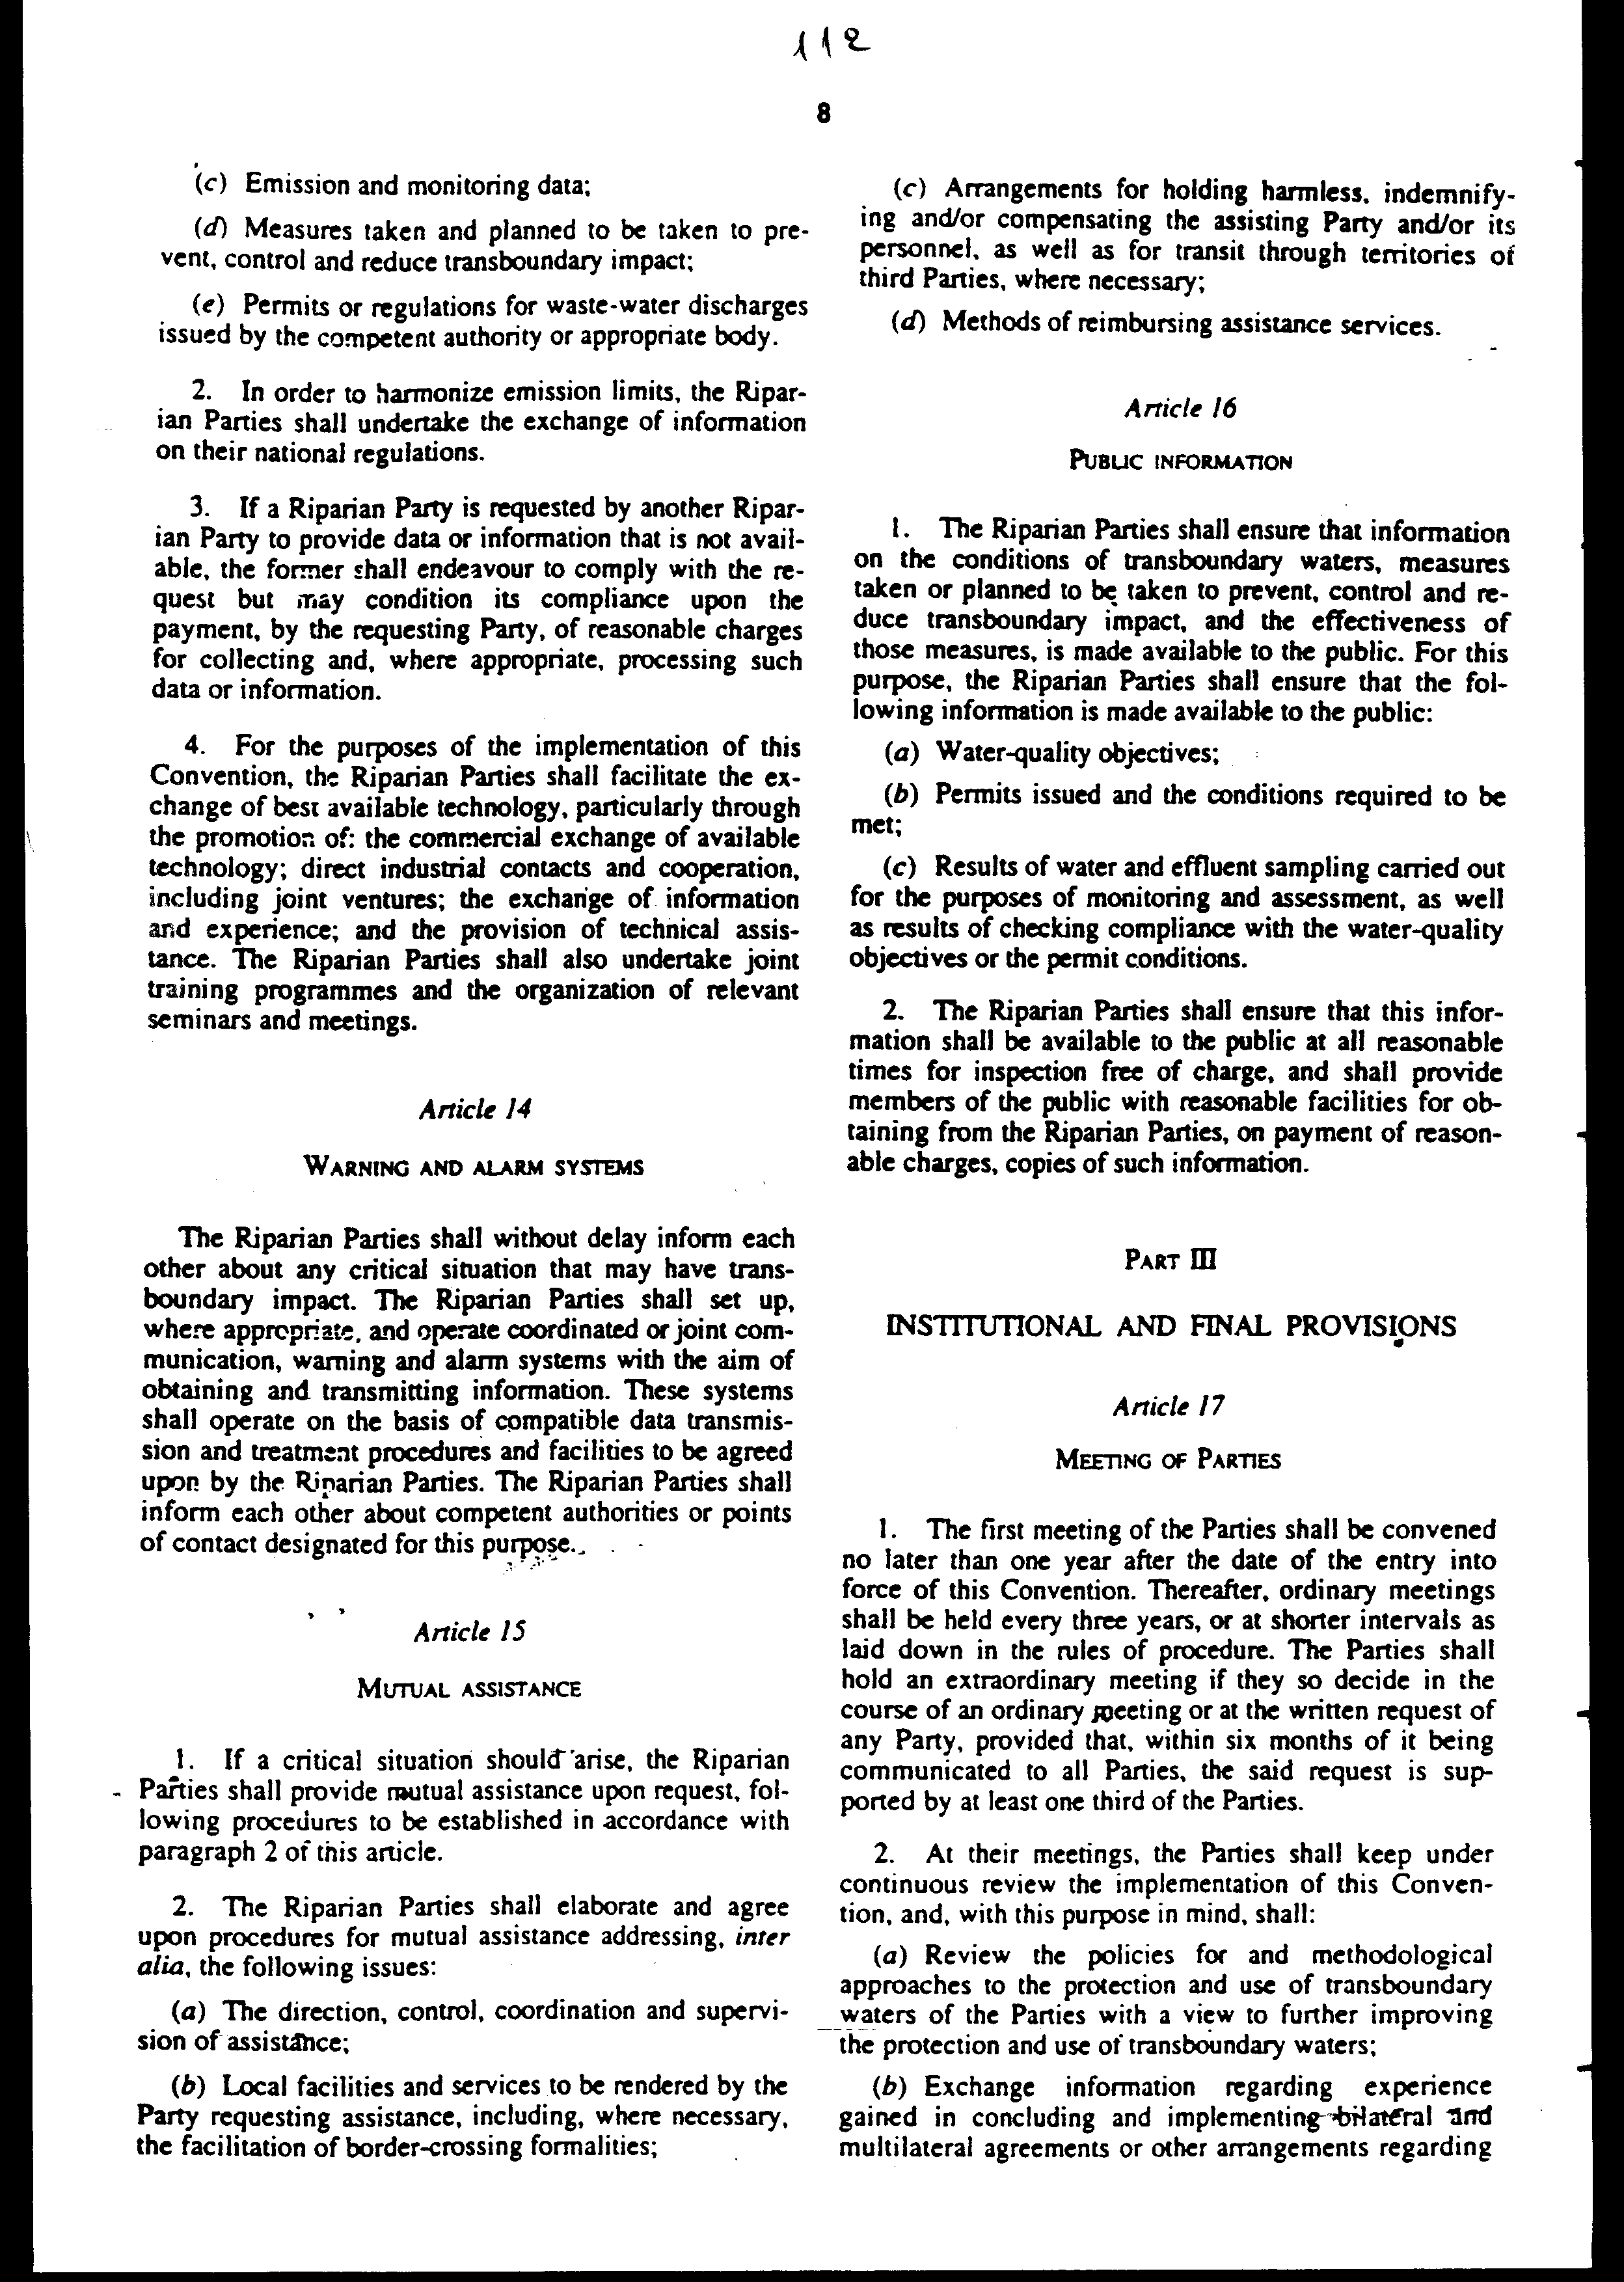 112
8
(c) Emission and monitoring data;
(d) Measures taken and planned to be taken to pre-
vent, control and reduce transboundary impact;
(e) Permits or regulations for waste-water discharges
issued by the competent authority or appropriate body.
2. In order to harmonize emission limits, the Ripar-
ian Parties shall undertake the exchange of information
on their national regulations.
3. If a Riparian Party is requested by another Ripar-
ian Party to provide data or information that is not avail-
able, the former shall endeavour to comply with the re-
quest but may condition its compliance upon the
payment, by the requesting Party, of reasonable charges
for collecting and, where appropriate, processing such
data or information.
4. For the purposes of the implementation of this
Convention, the Riparian Parties shall facilitate the ex-
change of best available technology, particularly through
the promotion of: the commercial exchange of available
technology; direct industrial contacts and cooperation,
including joint ventures; the exchange of information
and experience; and the provision of technical assis-
tance. The Riparian Parties shall also undertake joint
training programmes and the organization of relevant
seminars and meetings.
Article 14
WARNING AND ALARM SYSTEMS
The Riparian Parties shall without delay inform each
other about any critical situation that may have trans-
boundary impact. The Riparian Parties shall set up,
where appropriate, and operate coordinated or joint com-
munication, warning and alarm systems with the aim of
obtaining and transmitting information. These systems
shall operate on the basis of compatible data transmis-
sion and treatment procedures and facilities to be agreed
upon by the Riparian Parties. The Riparian Parties shall
inform each other about competent authorities or points
of contact designated for this purpose.
Article 15
MUTUAL ASSISTANCE
1. If a critical situation should arise, the Riparian
Parties shall provide mutual assistance upon request, fol-
lowing procedures to be established in accordance with
paragraph 2 of this article.
2. The Riparian Parties shall elaborate and agree
upon procedures for mutual assistance addressing, inter
alia, the following issues:
(a) The direction, control, coordination and supervi-
sion of assistance;
(b) Local facilities and services to be rendered by the
Party requesting assistance, including, where necessary,
the facilitation of border-crossing formalities;
(c) Arrangements for holding harmless, indemnify-
ing and/or compensating the assisting Party and/or its
personnel, as well as for transit through territories of
third Parties, where necessary;
(d) Methods of reimbursing assistance services.
Article 16
PUBLIC INFORMATION
1. The Riparian Parties shall ensure that information
on the conditions of transboundary waters, measures
taken or planned to be taken to prevent, control and re-
duce transboundary impact, and the effectiveness of
those measures, is made available to the public. For this
purpose, the Riparian Parties shall ensure that the fol-
lowing information is made available to the public:
(a) Water-quality objectives;
(b) Permits issued and the conditions required to be
met;
(c) Results of water and effluent sampling carried out
for the purposes of monitoring and assessment, as well
as results of checking compliance with the water-quality
objectives or the permit conditions.
2. The Riparian Parties shall ensure that this infor-
mation shall be available to the public at all reasonable
times for inspection free of charge, and shall provide
members of the public with reasonable facilities for ob-
taining from the Riparian Parties, on payment of reason-
able charges, copies of such information.
PART III
INSTITUTIONAL AND FINAL PROVISIONS
Article 17
MEETING OF PARTIES
1. The first meeting of the Parties shall be convened
no later than one year after the date of the entry into
force of this Convention. Thereafter, ordinary meetings
shall be held every three years, or at shorter intervals as
laid down in the rules of procedure. The Parties shall
hold an extraordinary meeting if they so decide in the
course of an ordinary meeting or at the written request of
any Party, provided that, within six months of it being
communicated to all Parties, the said request is sup-
ported by at least one third of the Parties.
2. At their meetings, the Parties shall keep under
continuous review the implementation of this Conven-
tion, and, with this purpose in mind, shall:
(a) Review the policies for and methodological
approaches to the protection and use of transboundary
waters of the Parties with a view to further improving
the protection and use of transboundary waters;
(b) Exchange information regarding experience
gained in concluding and implementing bilateral and
multilateral agreements or other arrangements regarding